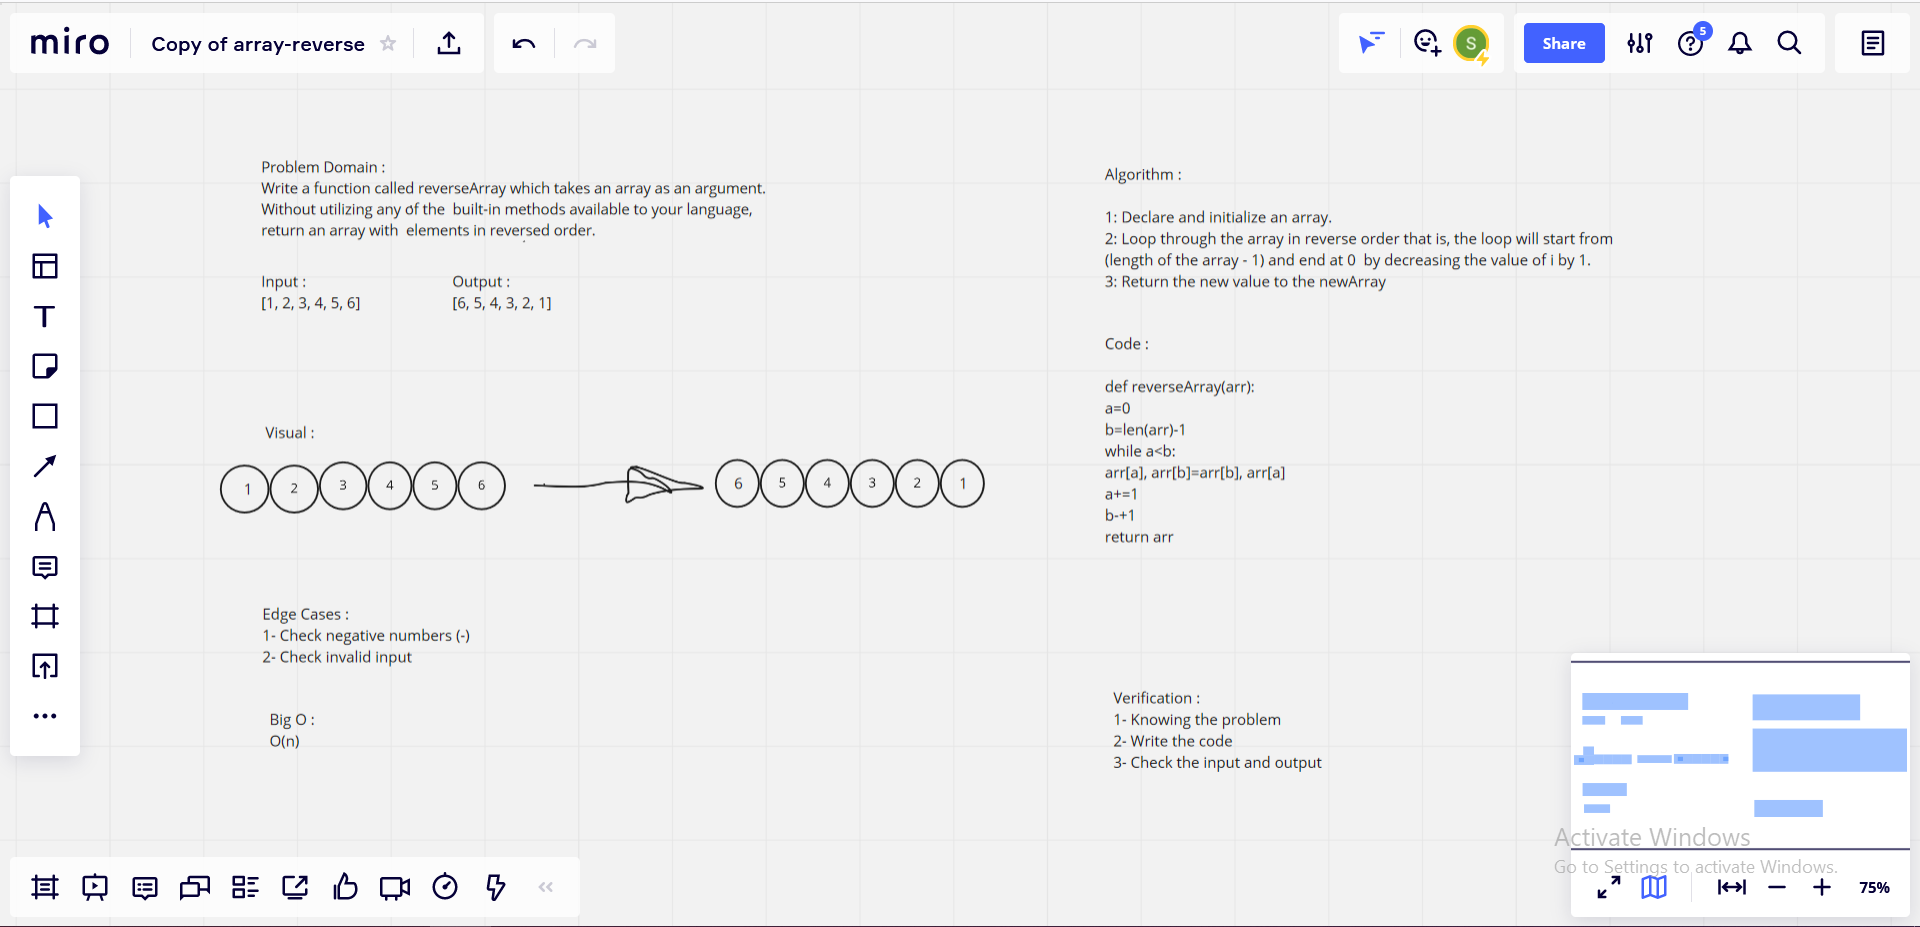 miro
Copy of array-reverse
S
Share
5
Problem Domain :
Write a function called reverseArray which takes an array as an argument.
Without utilizing any of the built-in methods available to your language,
return an array with elements in reversed order.
Input :
[1, 2, 3, 4, 5, 6]
Output :
[6, 5, 4, 3, 2, 1]
Visual :
1 2 3 4 5 6
6 5 4 3 2 1
Edge Cases :
1- Check negative numbers (-)
2- Check invalid input
Big O :
O(n)
Algorithm :
1: Declare and initialize an array.
2: Loop through the array in reverse order that is, the loop will start from
(length of the array - 1) and end at 0 by decreasing the value of i by 1.
3: Return the new value to the newArray
Code :
def reverseArray(arr):
a=0
b=len(arr)-1
while a<b:
arr[a], arr[b]=arr[b], arr[a]
a+=1
b-+1
return arr
Verification :
1- Knowing the problem
2- Write the code
3- Check the input and output
Activate Windows
Go to Settings to activate Windows.
75%